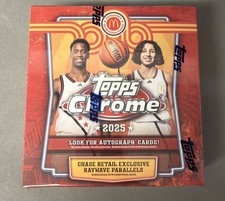 TOPPS
Chrome
2025
LOOK FOR AUTOGRAPH CARDS!
CHASE RETAIL EXCLUSIVE
RAYWAVE PARALLELS